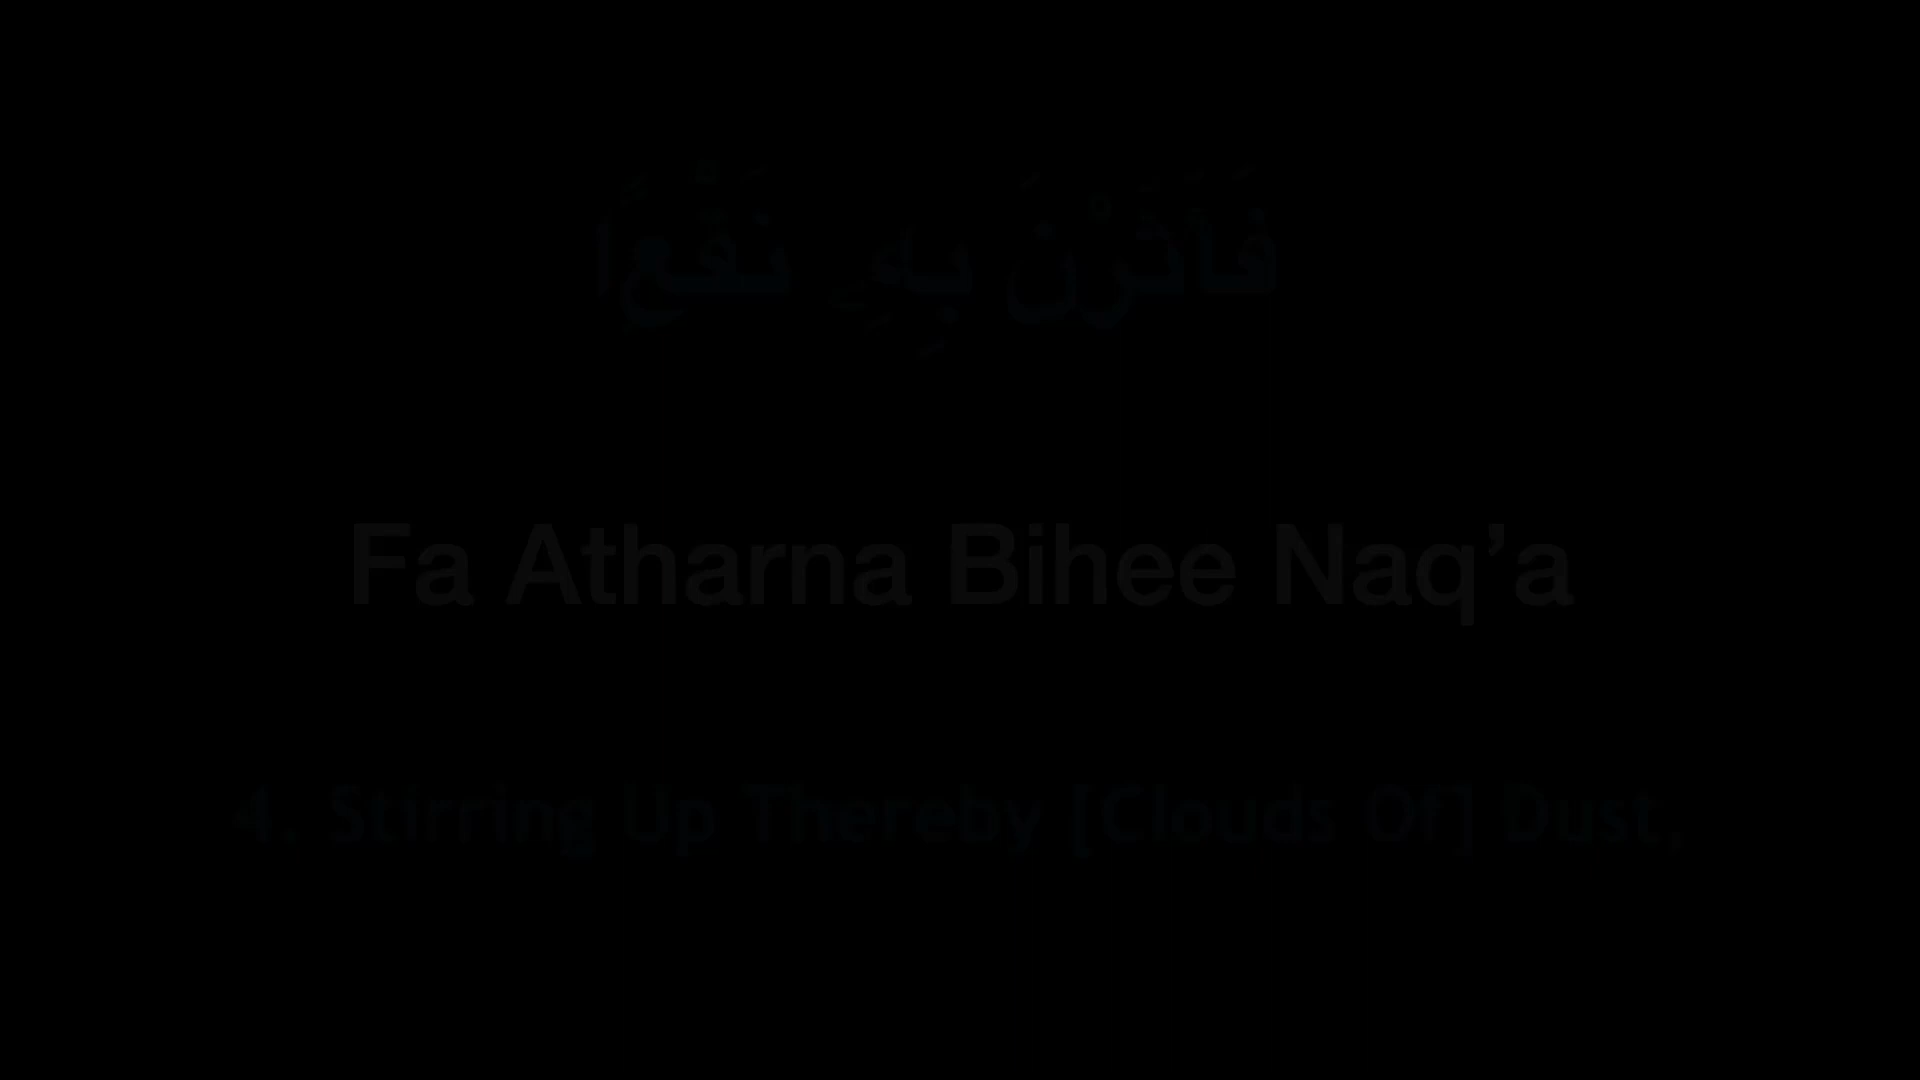 فَأَثَرْنَ بِهِۦ نَقْعًا
Fa Atharna Bihee Naq’a
4. Stirring Up Thereby [Clouds Of] Dust,